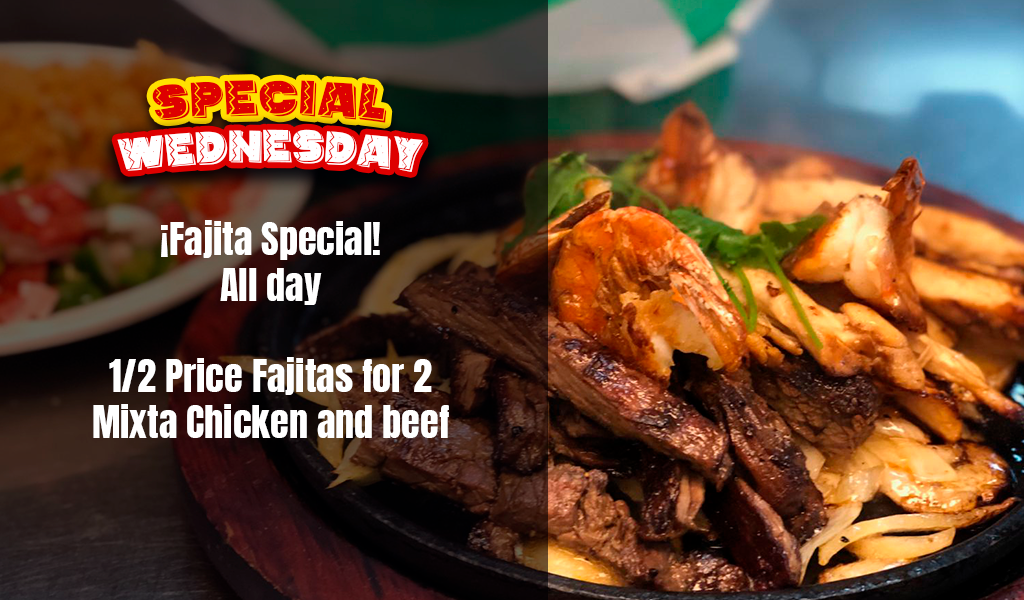 SPECIAL
WEDNESDAY
¡Fajita Special!
All day
1/2 Price Fajitas for 2
Mixta Chicken and beef